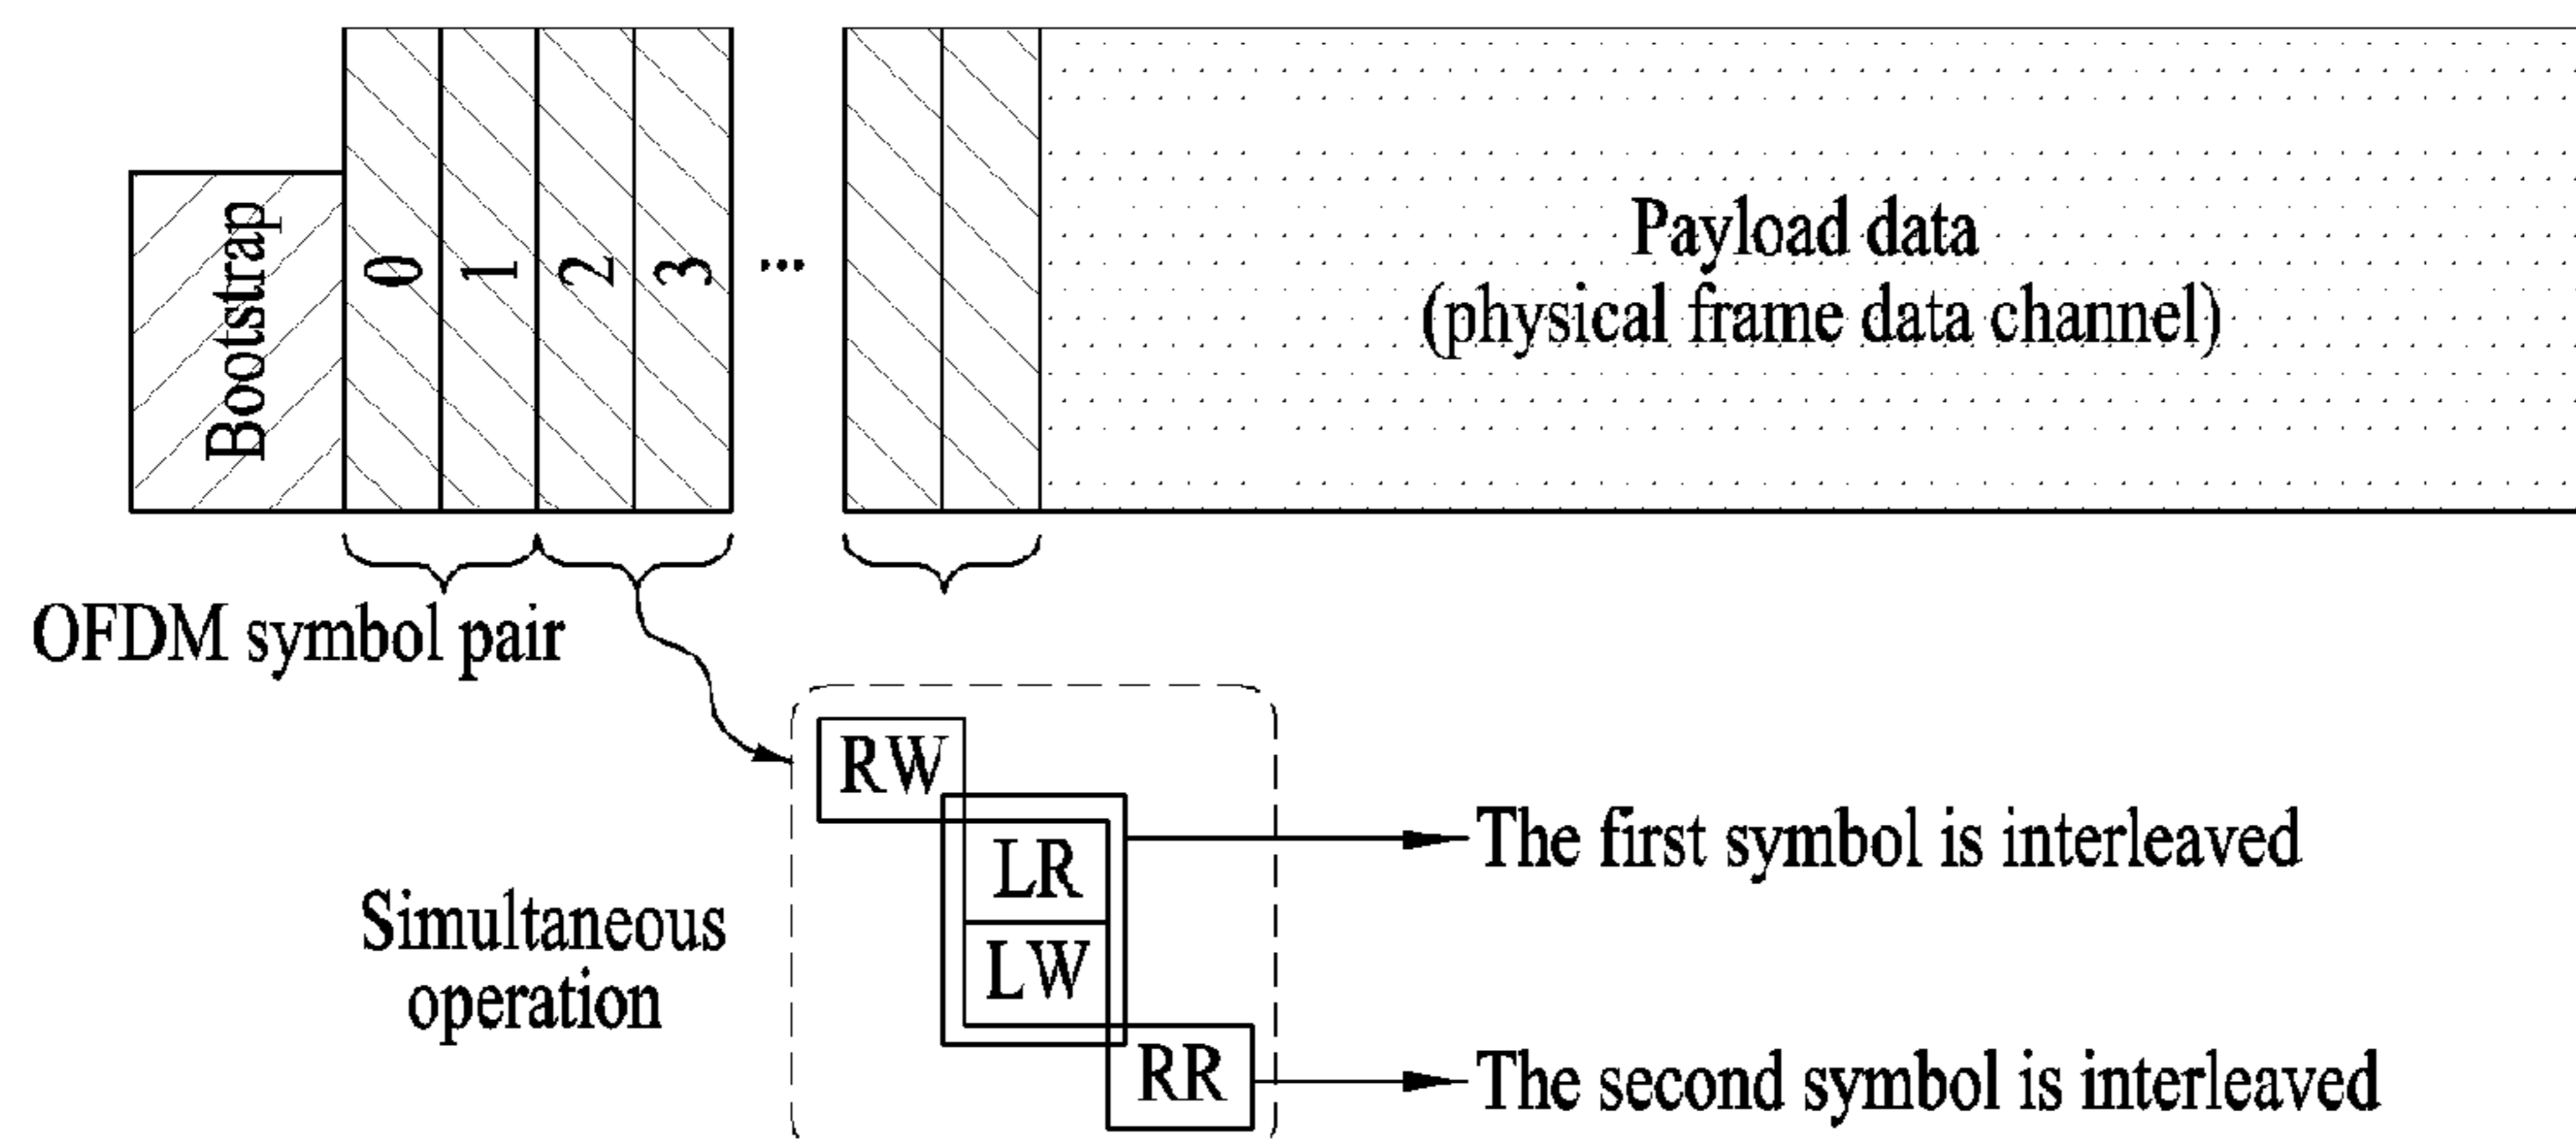 Bootstrap
0
1
2
3
...
Payload data
(physical frame data channel)
OFDM symbol pair
RW
LR
LW
RR
Simultaneous
operation
The first symbol is interleaved
The second symbol is interleaved